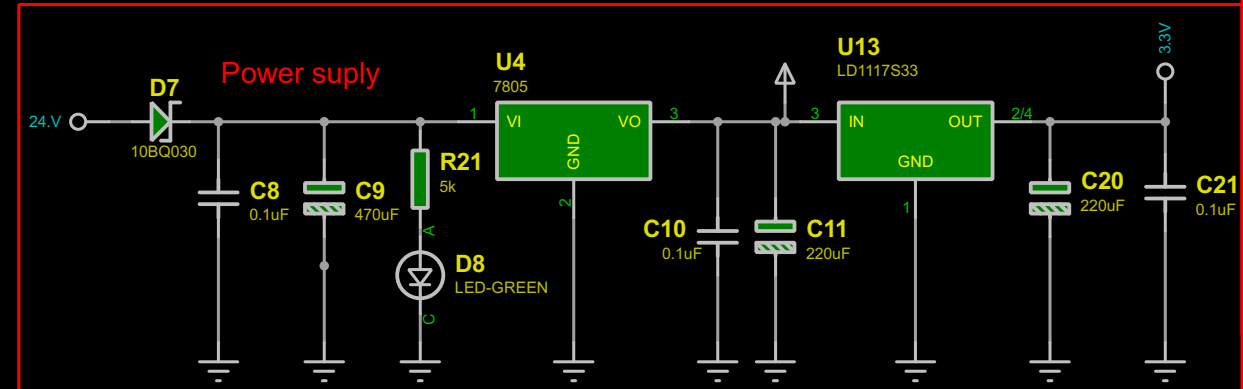 Power suply
24.V
D7
10BQ030
C8
0.1uF
C9
470uF
R21
5k
A
D8
LED-GREEN
C
U4
7805
1
VI
VO
3
GND
2
C10
0.1uF
C11
220uF
U13
LD1117S33
3
IN
OUT
2/4
GND
1
C20
220uF
3.3V
C21
0.1uF